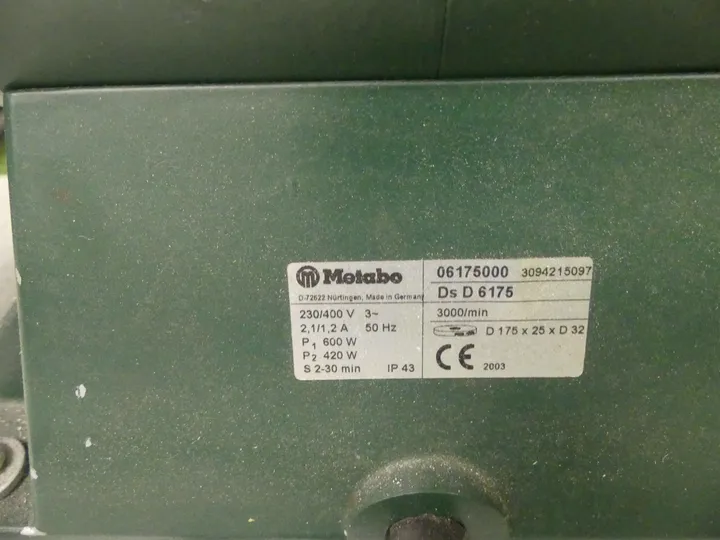 Metabo
D-72622 Nürtingen, Made in Germany
230/400 V 3~
2,1/1,2 A 50 Hz
P1 600 W
P2 420 W
S 2-30 min IP 43
06175000 3094215097
Ds D 6175
3000/min
D 175 x 25 x D 32
CE 2003